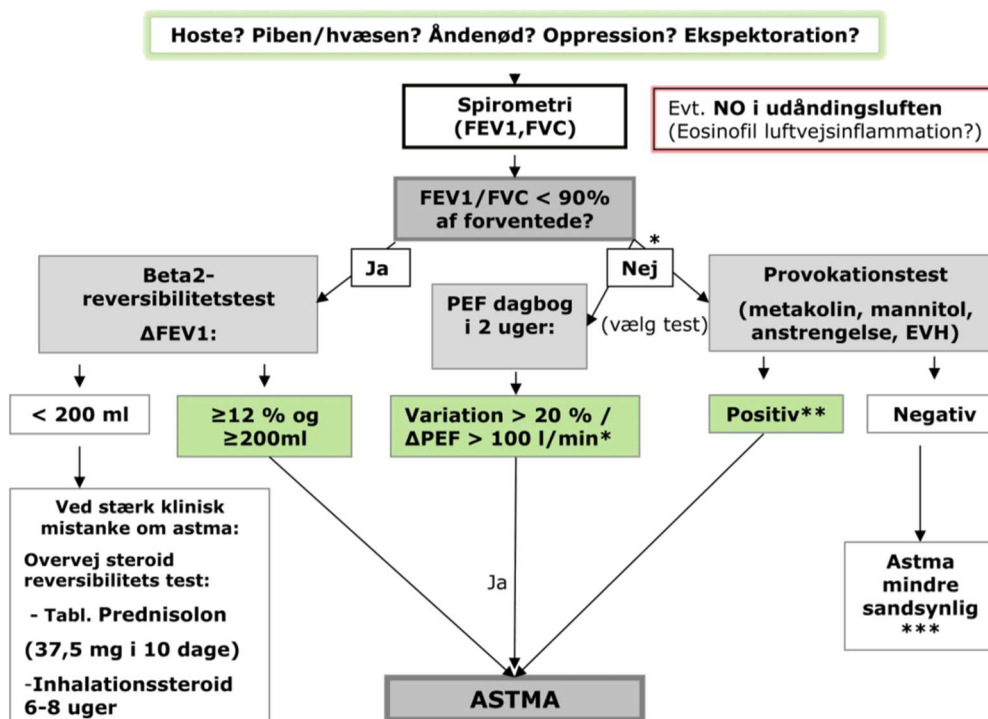 Hoste? Piben/hvæsen? Åndenød? Oppression? Ekspektoration?
Spirometri
(FEV1,FVC)
Evt. NO i udåndingsluften
(Eosinofil luftvejsinflammation?)
FEV1/FVC < 90%
af forventede?
*
Ja
Nej
Beta2-
reversibilitetstest
ΔFEV1:
PEF dagbog
i 2 uger:
(vælg test)
Provokationstest
(metakolin, mannitol,
anstrengelse, EVH)
< 200 ml
≥12 % og
≥200ml
Variation > 20 % /
ΔPEF > 100 l/min*
Positiv**
Negativ
Ved stærk klinisk
mistanke om astma:
Overvej steroid
reversibilitets test:
- Tabl. Prednisolon
(37,5 mg i 10 dage)
-Inhalationssteroid
6-8 uger
Ja
Astma
mindre
sandsynlig
***
ASTMA